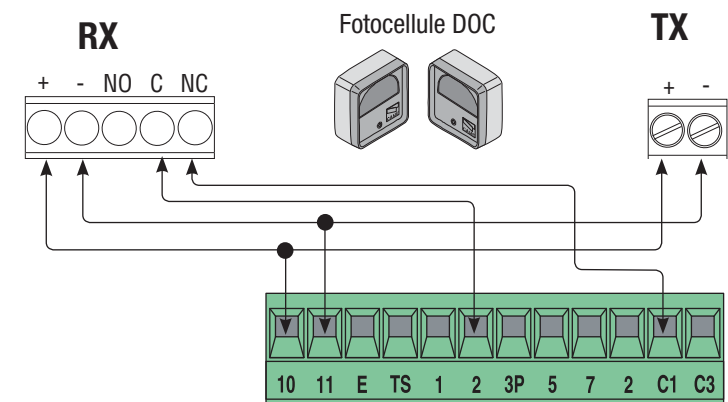 RX
Fotocellule DOC
TX
+ - NO C NC
+ -
10 11 E TS 1 2 3P 5 7 2 C1 C3